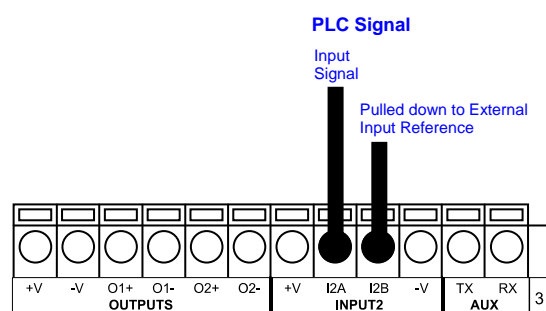 PLC Signal
Input
Signal
Pulled down to External
Input Reference
+V -V O1+ O1- O2+ O2- +V I2A I2B -V TX RX
OUTPUTS INPUT2 AUX 3